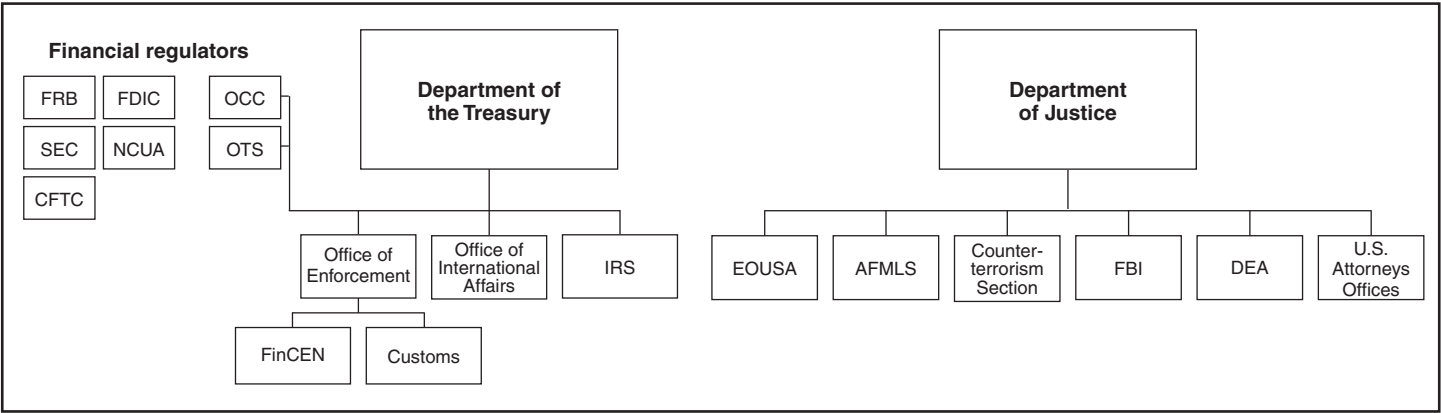 Financial regulators
FRB
FDIC
OCC
SEC
NCUA
OTS
CFTC
Department of
the Treasury
Office of
Enforcement
Office of
International
Affairs
IRS
FinCEN
Customs
Department
of Justice
EOUSA
AFMLS
Counter-
terrorism
Section
FBI
DEA
U.S.
Attorneys
Offices